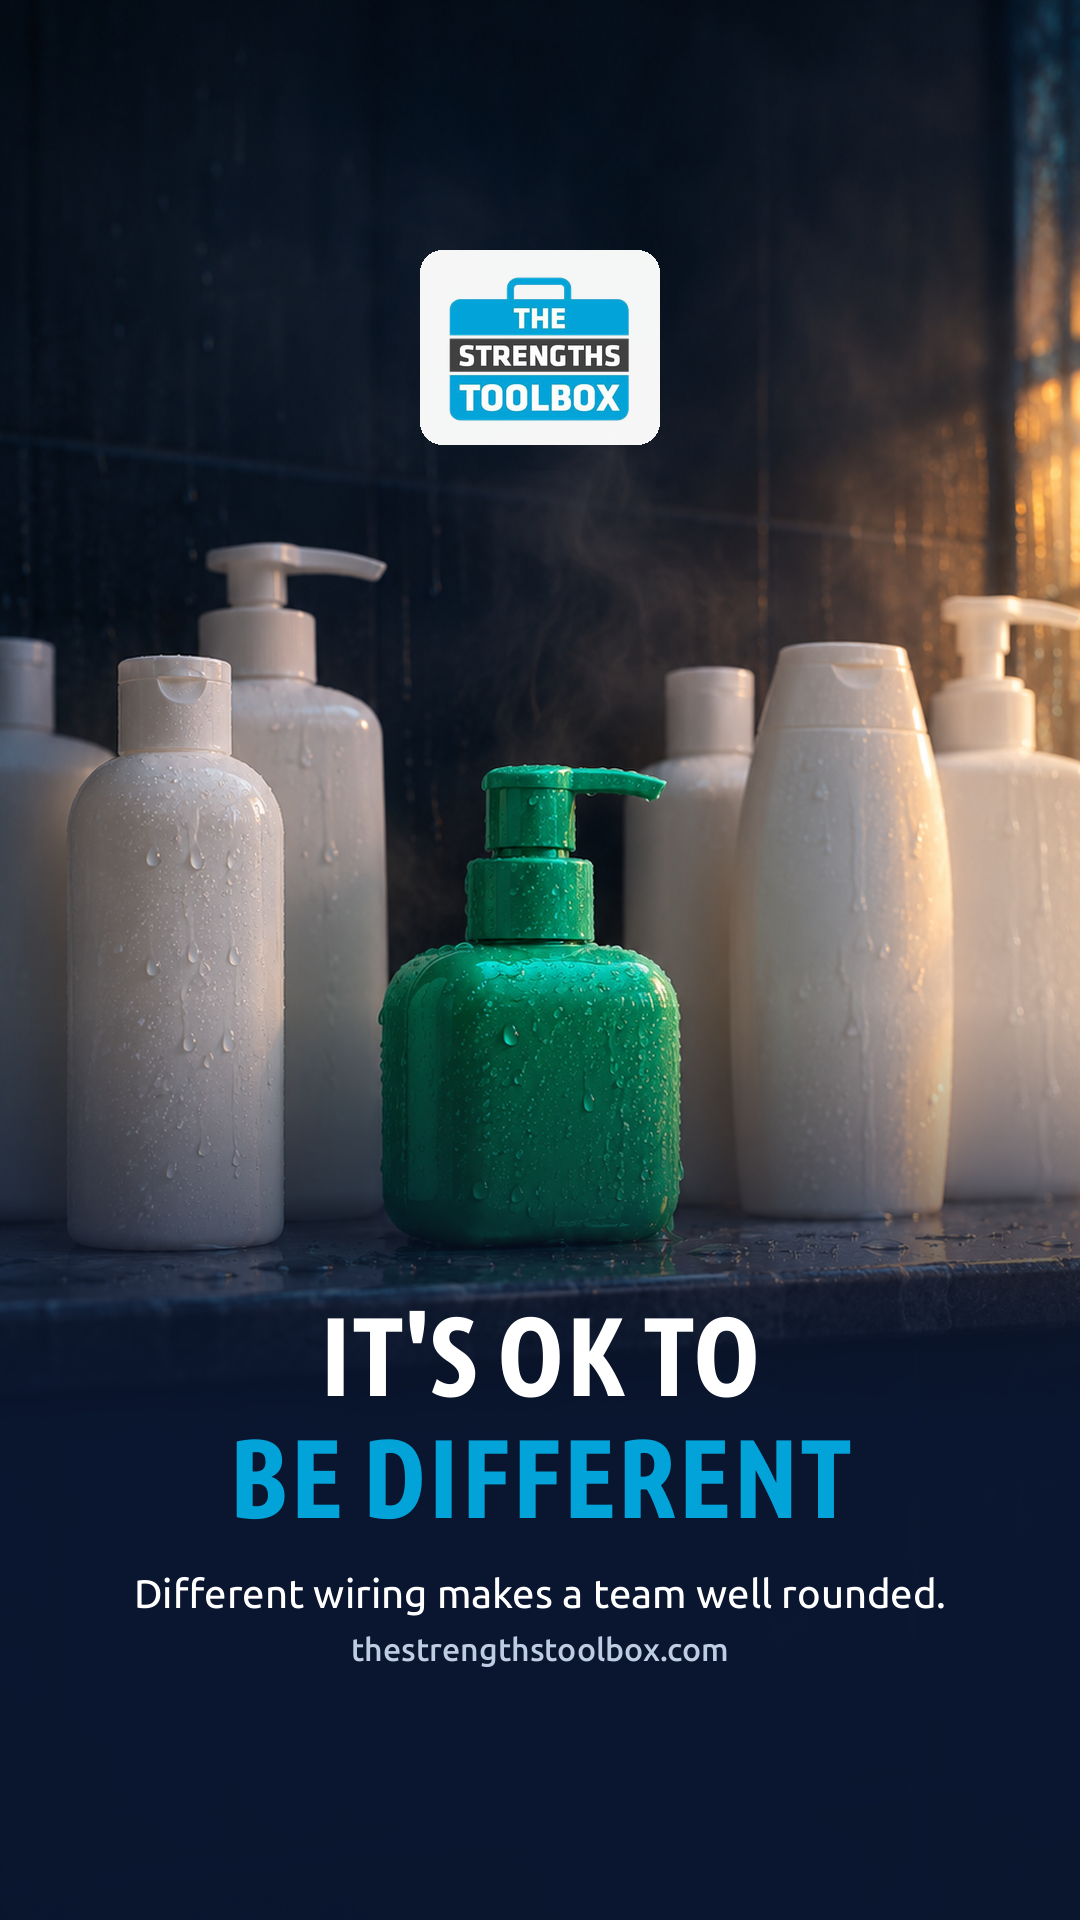 THE
STRENGTHS
TOOLBOX
IT'S OK TO
BE DIFFERENT
Different wiring makes a team well rounded.
thestrengthstoolbox.com